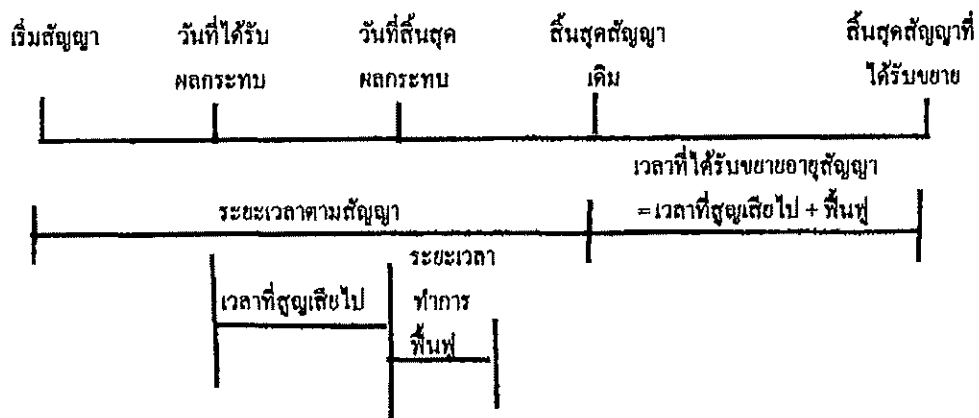 เริ่มสัญญา วันที่ได้รับ วันที่สิ้นสุด สิ้นสุดสัญญา สิ้นสุดสัญญาที่
ผลกระทบ ผลกระทบ เดิม ได้รับขยาย
เวลาที่ได้รับขยายอายุสัญญา
ระยะเวลาตามสัญญา =เวลาที่สูญเสียไป + ฟื้นฟู
ระยะเวลา
เวลาที่สูญเสียไป ทำการ
ฟื้นฟู